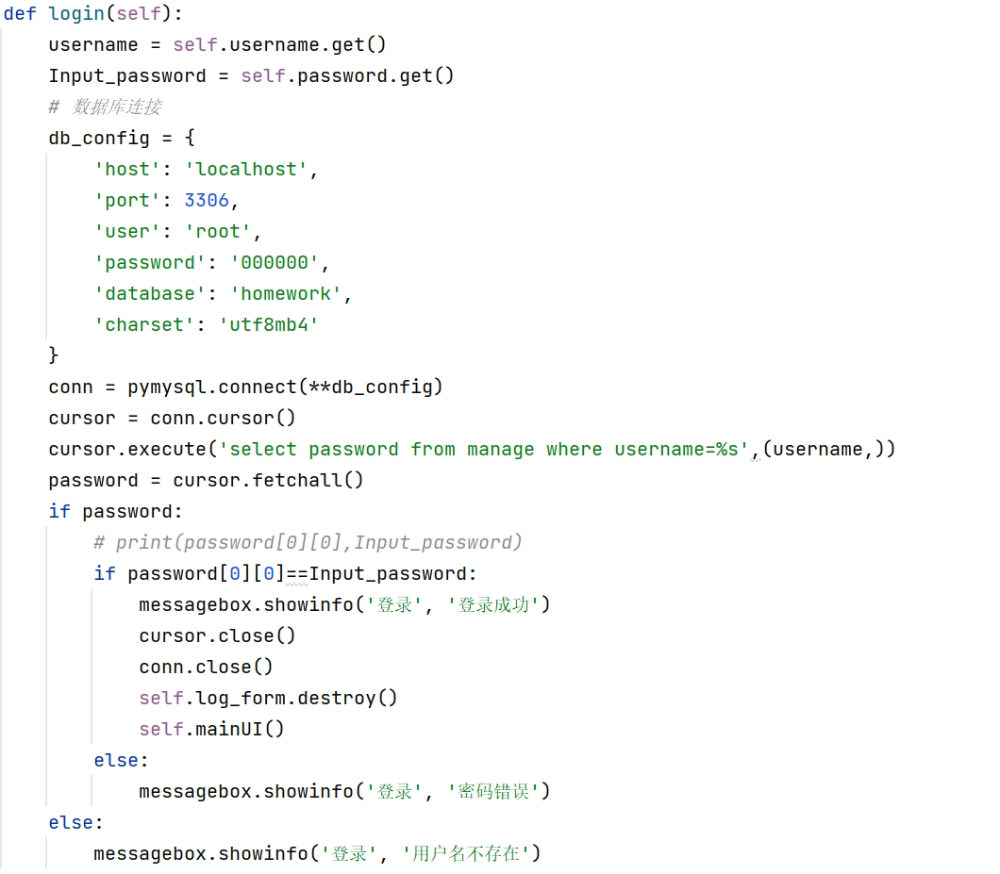 def login(self):
    username = self.username.get()
    Input_password = self.password.get()
    # 数据库连接
    db_config = {
        'host': 'localhost',
        'port': 3306,
        'user': 'root',
        'password': '000000',
        'database': 'homework',
        'charset': 'utf8mb4'
    }
    conn = pymysql.connect(**db_config)
    cursor = conn.cursor()
    cursor.execute('select password from manage where username=%s',(username,))
    password = cursor.fetchall()
    if password:
        # print(password[0][0],Input_password)
        if password[0][0]==Input_password:
            messagebox.showinfo('登录', '登录成功')
            cursor.close()
            conn.close()
            self.log_form.destroy()
            self.mainUI()
        else:
            messagebox.showinfo('登录', '密码错误')
    else:
        messagebox.showinfo('登录', '用户名不存在')